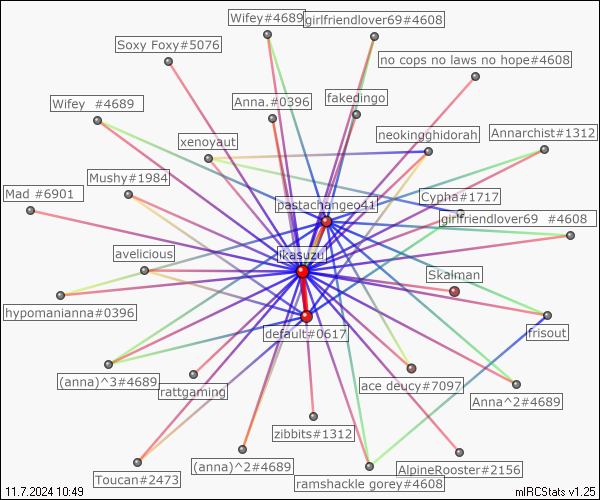 Wifey#4689
girlfriendlover69#4608
Soxy Foxy#5076
no cops no laws no hope#4608
Wifey #4689
Anna.#0396
fakedingo
xenoyaut
neokingghidorah
Annarchist#1312
Mushy#1984
Mad #6901
pastachangeo41
Cypha#1717
girlfriendlover69 #4608
avelicious
ikasuzu
Skalman
hypomanianna#0396
default#0617
frisout
(anna)^3#4689
rattgaming
ace deucy#7097
Anna^2#4689
zibbits#1312
Toucan#2473
(anna)^2#4689
ramshackle gorey#4608
AlpineRooster#2156
11.7.2024 10:49
mIRCStats v1.25